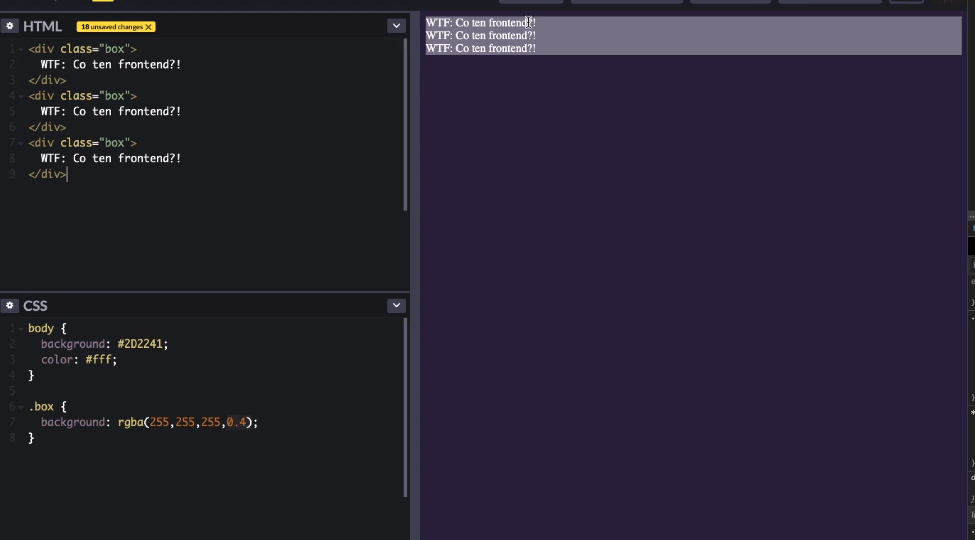 HTML
18 unsaved changes X
1 <div class="box">
2 WTF: Co ten frontend?!
3 </div>
4 <div class="box">
5 WTF: Co ten frontend?!
6 </div>
7 <div class="box">
8 WTF: Co ten frontend?!
9 </div>
CSS
1 body {
2 background: #2D2241;
3 color: #fff;
4 }
5
6 .box {
7 background: rgba(255,255,255,0.4);
8 }
WTF: Co ten frontend?!
WTF: Co ten frontend?!
WTF: Co ten frontend?!